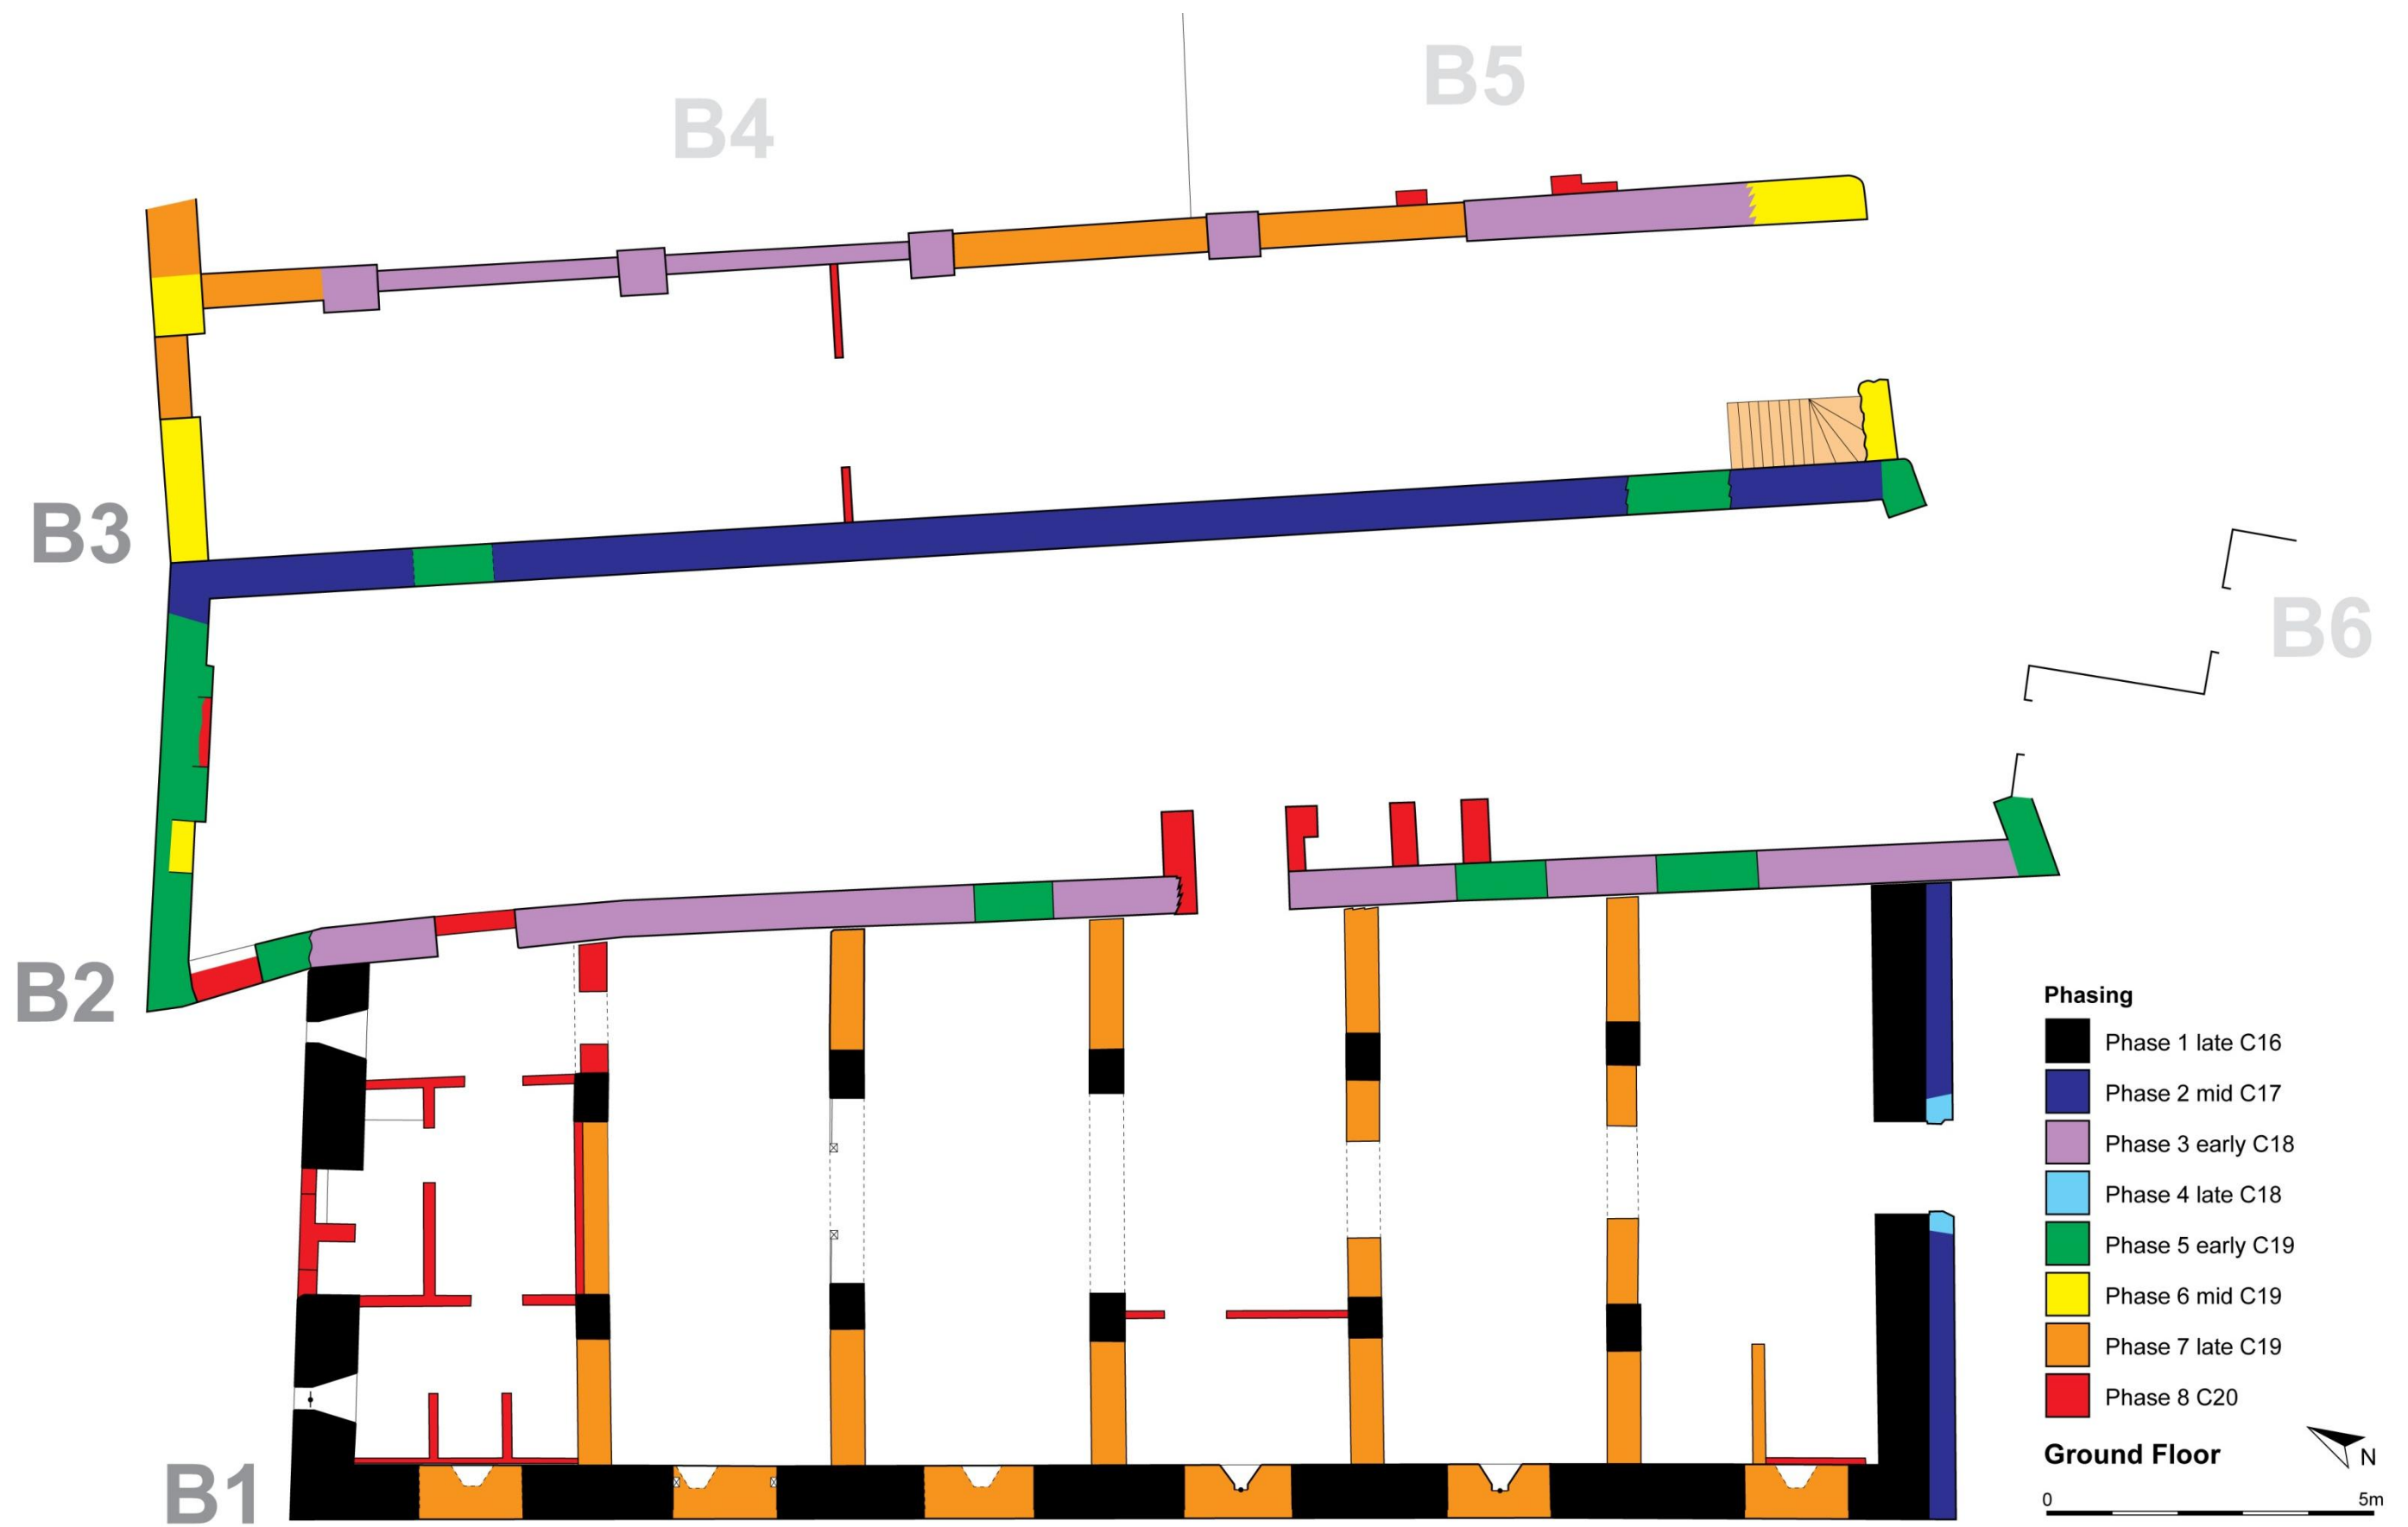 B5
B4
B3
B6
B2
Phasing
Phase 1 late C16
Phase 2 mid C17
Phase 3 early C18
Phase 4 late C18
Phase 5 early C19
Phase 6 mid C19
Phase 7 late C19
Phase 8 C20
Ground Floor
N
B1
0 5m